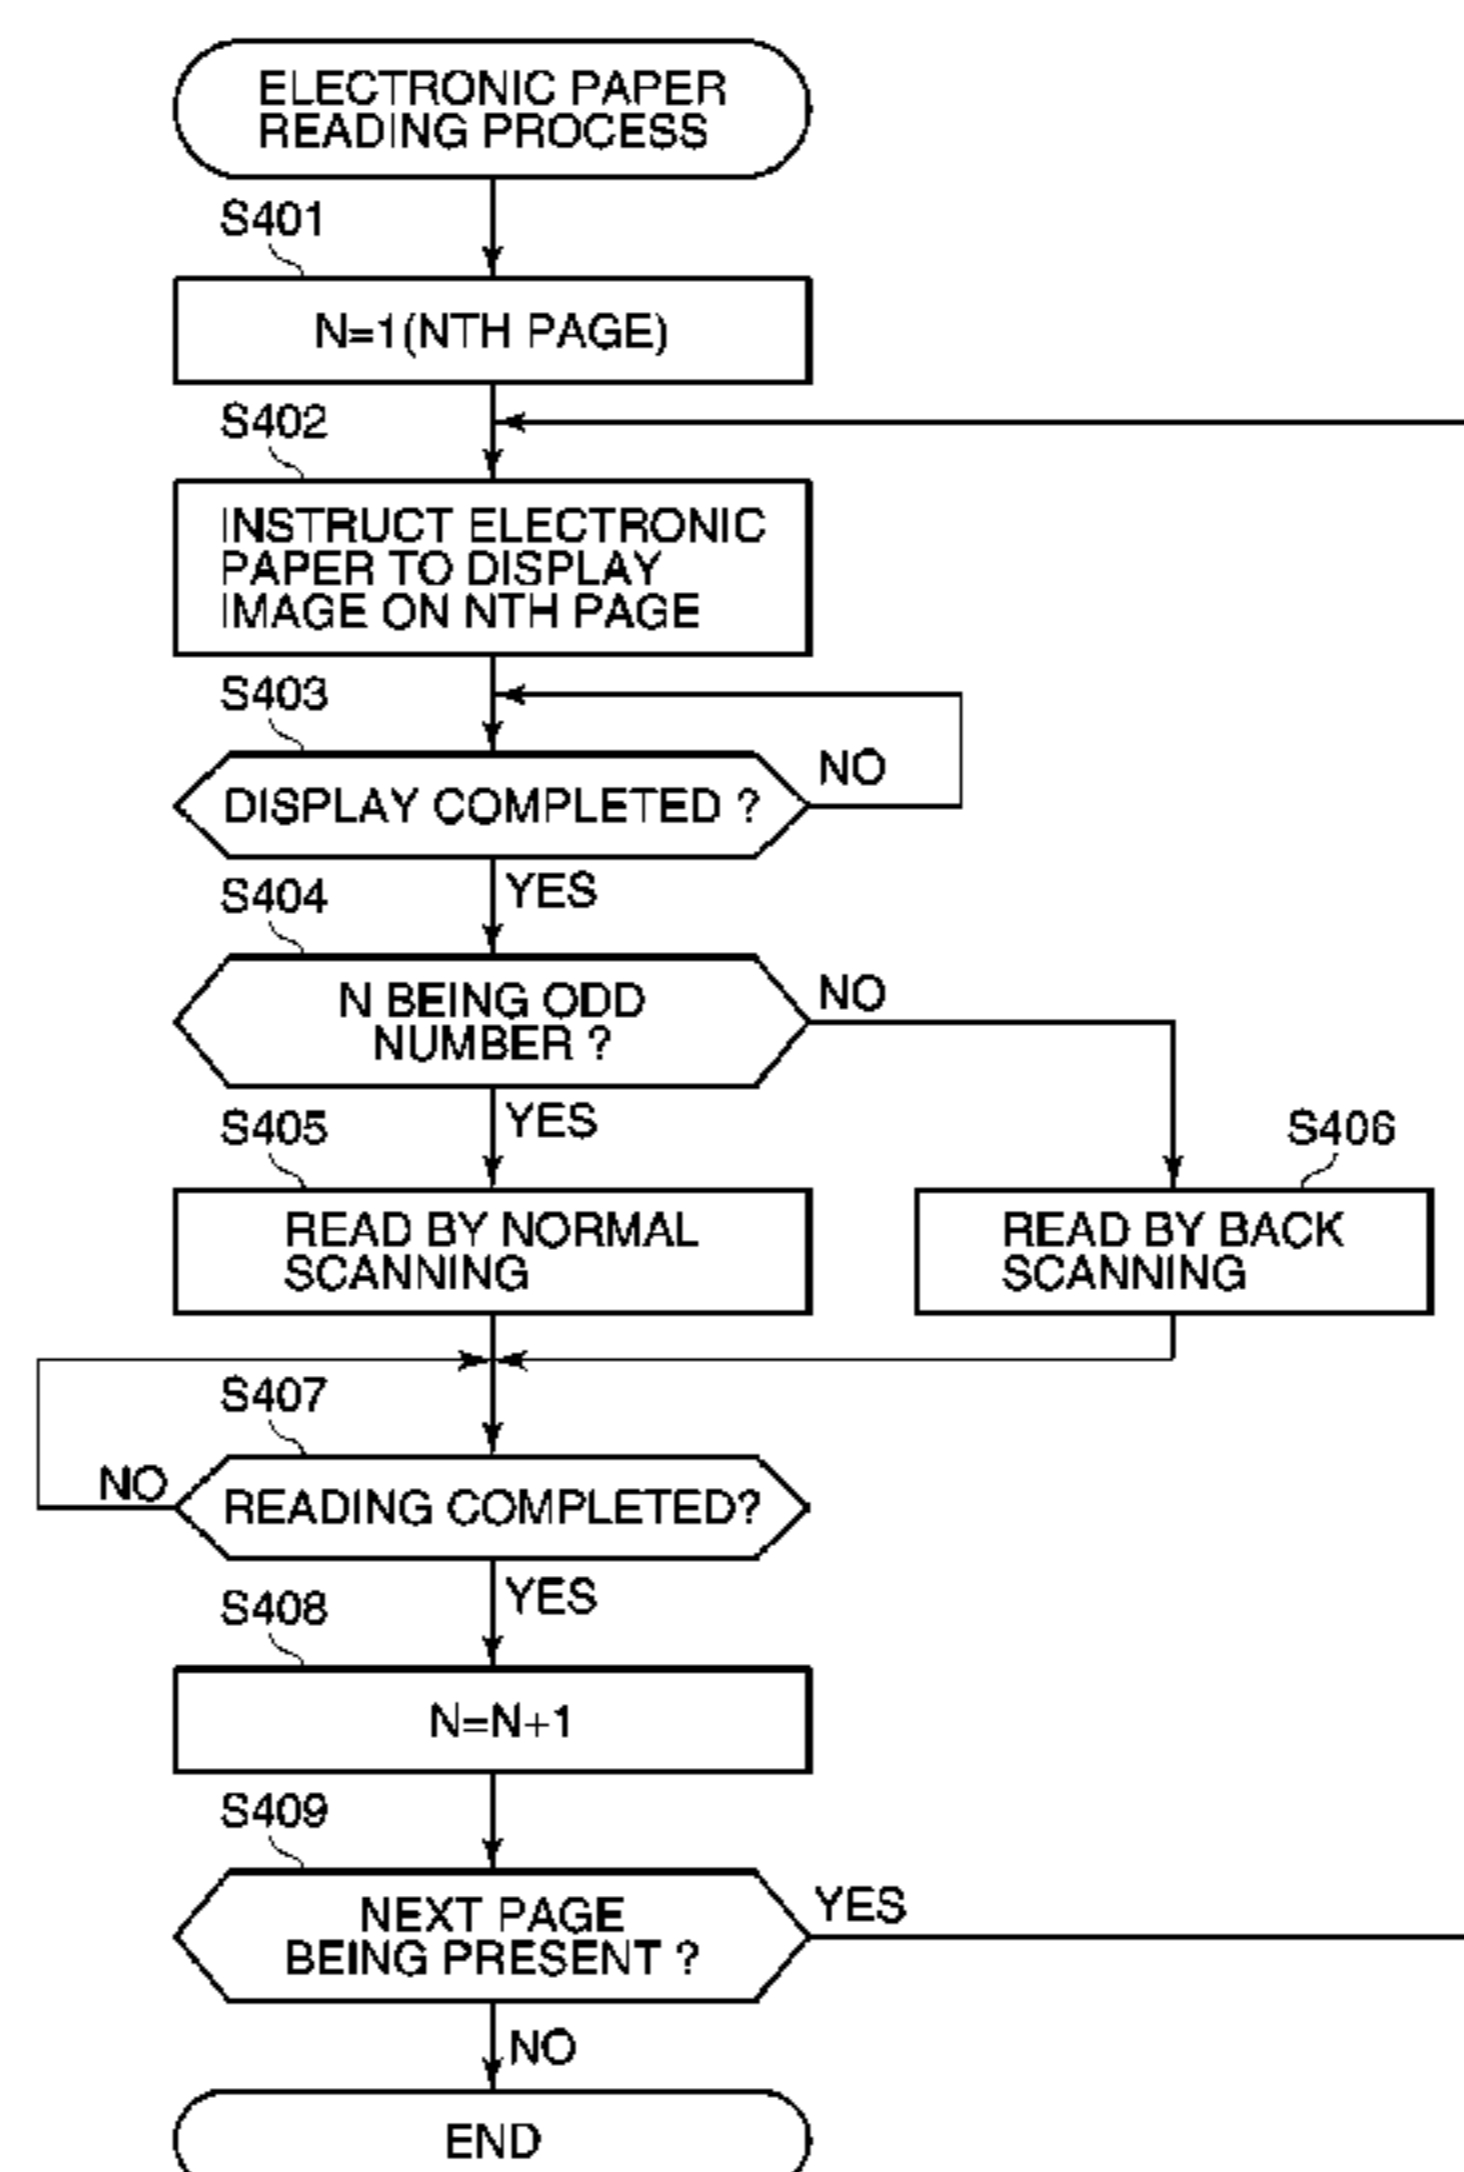 ELECTRONIC PAPER
READING PROCESS
S401
N=1(NTH PAGE)
S402
INSTRUCT ELECTRONIC
PAPER TO DISPLAY
IMAGE ON NTH PAGE
S403
NO
DISPLAY COMPLETED ?
YES
S404
N BEING ODD
NUMBER ?
NO
YES
S405
S406
READ BY NORMAL
SCANNING
READ BY BACK
SCANNING
S407
NO
READING COMPLETED?
YES
S408
N=N+1
S409
NEXT PAGE
BEING PRESENT ?
YES
NO
END